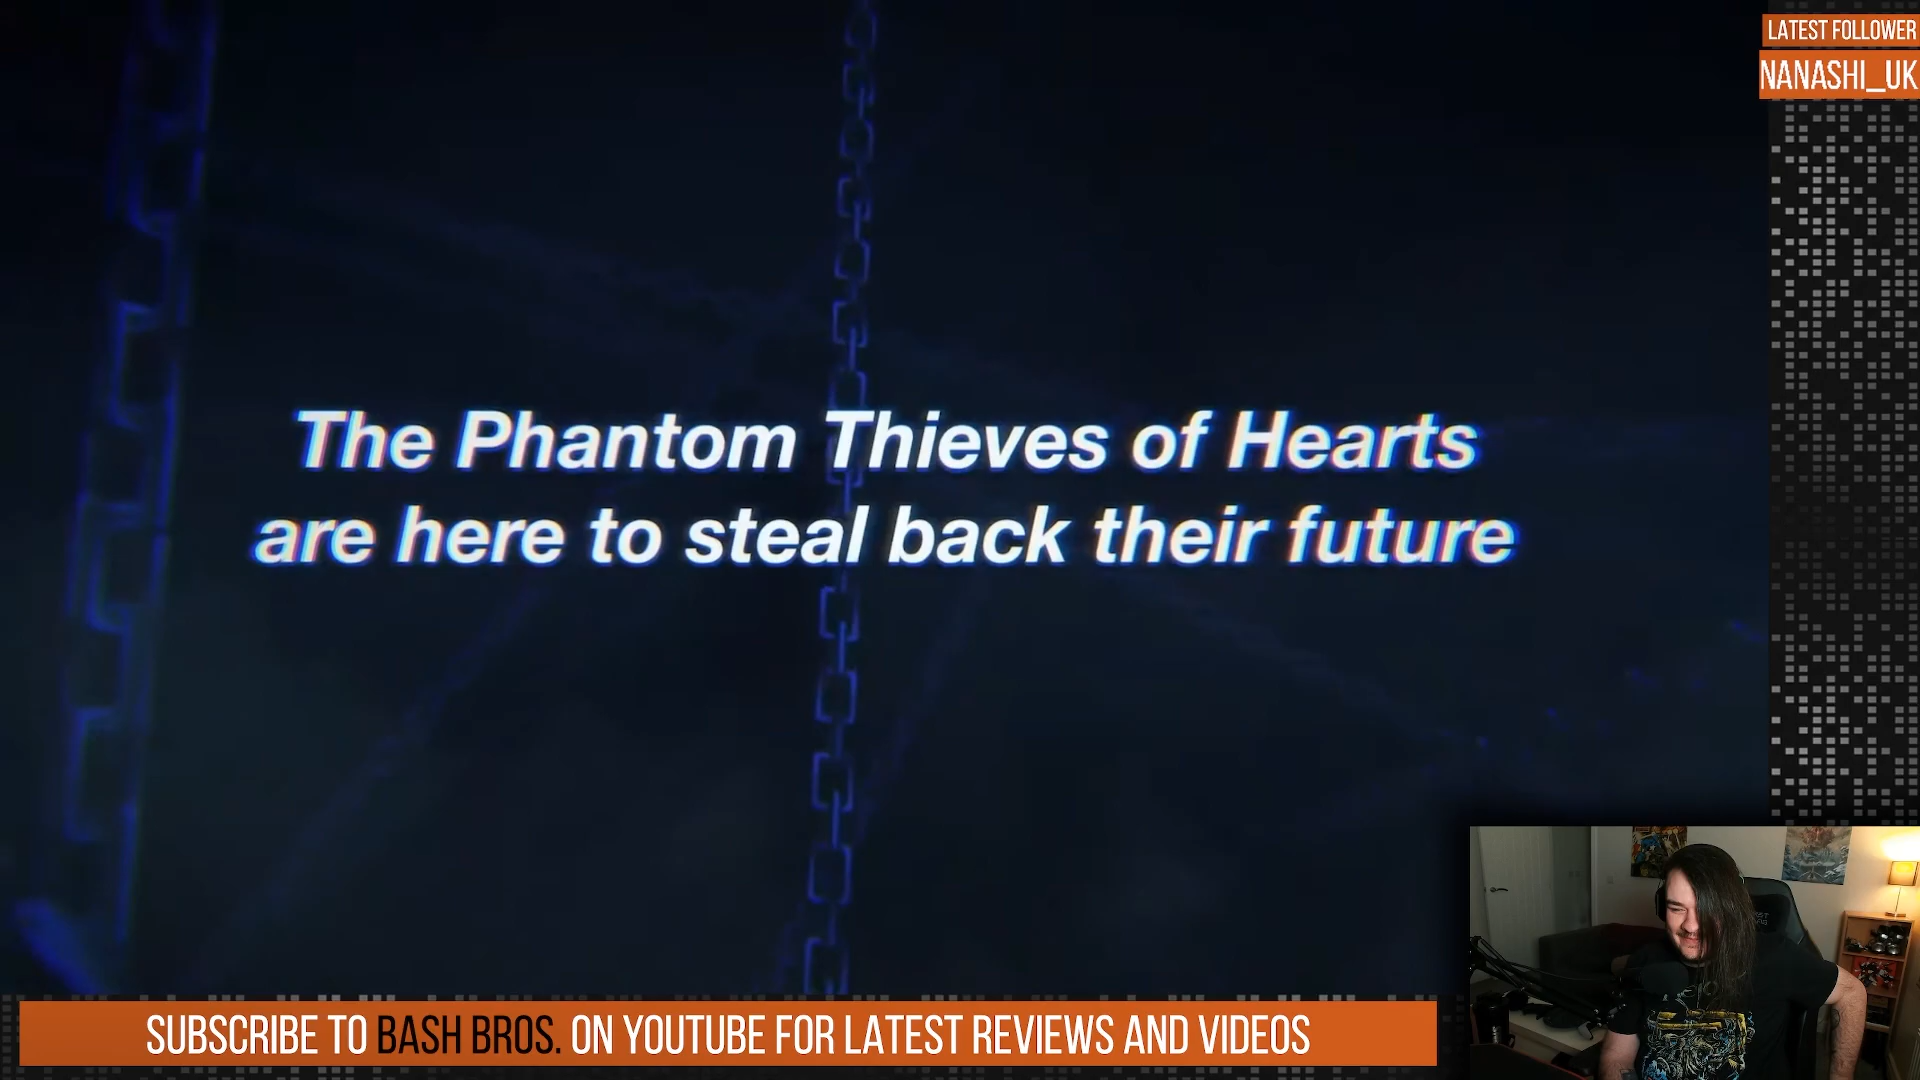 LATEST FOLLOWER
NANASHI_UK
The Phantom Thieves of Hearts
are here to steal back their future
SUBSCRIBE TO BASH BROS. ON YOUTUBE FOR LATEST REVIEWS AND VIDEOS